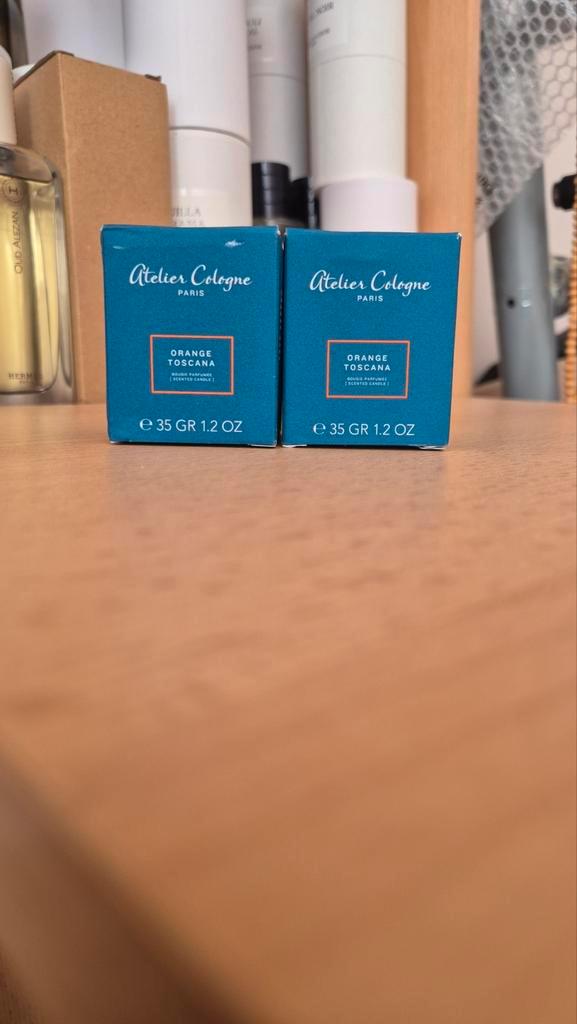 Atelier Cologne
PARIS
ORANGE
TOSCANA
BOUGIE PARFUMÉE
[ SCENTED CANDLE ]
℮ 35 GR 1.2 OZ
Atelier Cologne
PARIS
ORANGE
TOSCANA
BOUGIE PARFUMÉE
[ SCENTED CANDLE ]
℮ 35 GR 1.2 OZ
OUD ALEZAN
H
NOIR